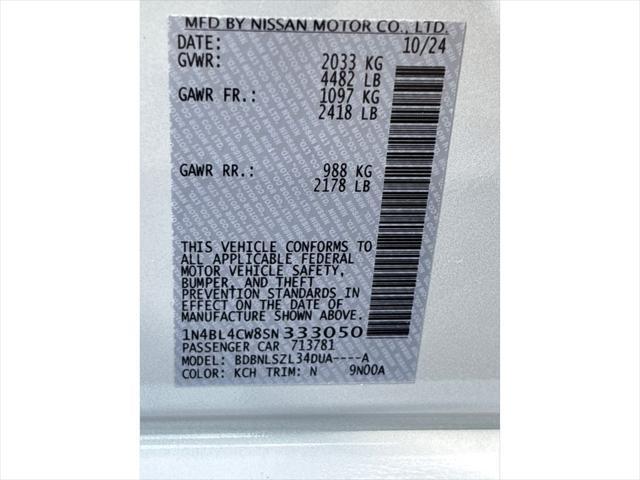 MFD BY NISSAN MOTOR CO., LTD.
DATE: 10/24
GVWR: 2033 KG
4482 LB
GAWR FR.: 1097 KG
2418 LB
GAWR RR.: 988 KG
2178 LB
THIS VEHICLE CONFORMS TO
ALL APPLICABLE FEDERAL
MOTOR VEHICLE SAFETY,
BUMPER, AND THEFT
PREVENTION STANDARDS
IN EFFECT ON THE DATE OF
MANUFACTURE SHOWN ABOVE.
1N4BL4CW8SN333050
PASSENGER CAR 713781
MODEL: BDBNLSZL34DUA----A
COLOR: KCH TRIM: N 9N00A